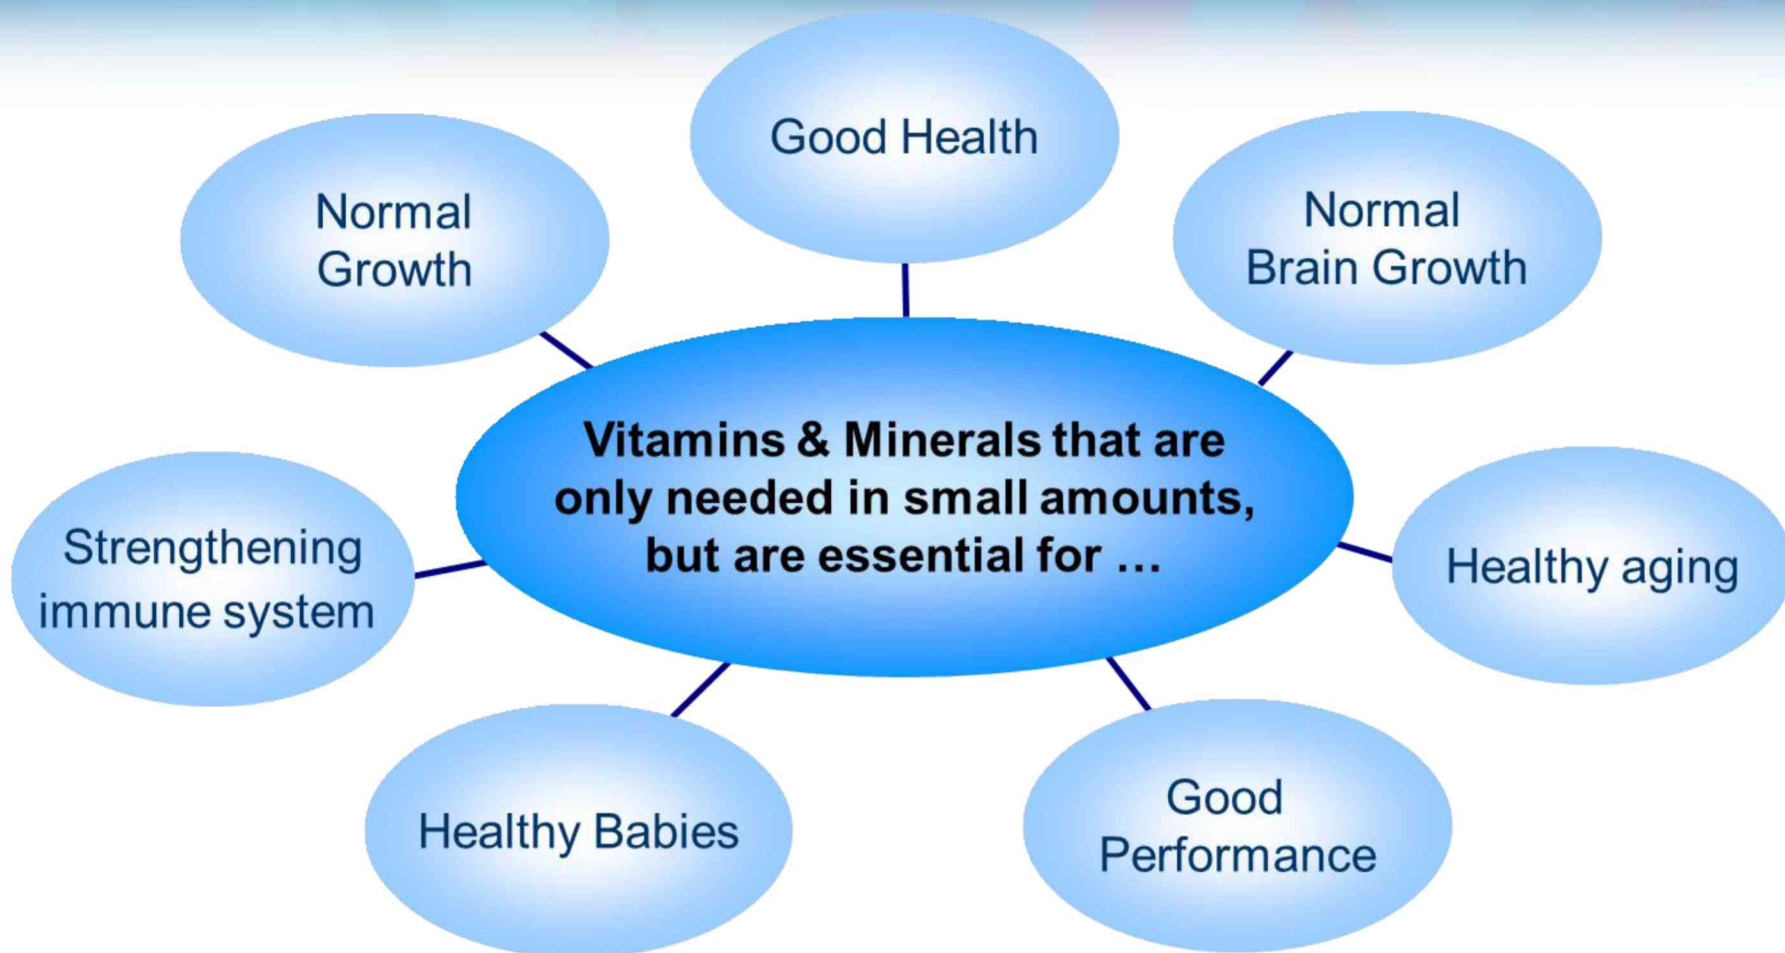 Good Health
Normal
Growth
Normal
Brain Growth
Vitamins & Minerals that are
only needed in small amounts,
but are essential for ...
Strengthening
immune system
Healthy aging
Healthy Babies
Good
Performance